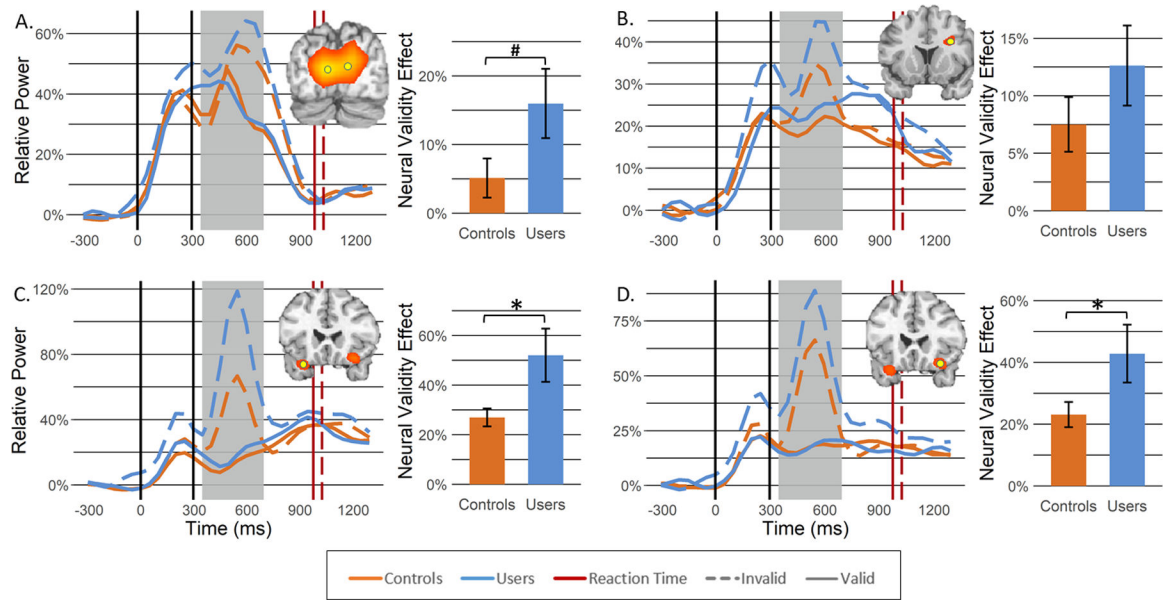 A.
Relative Power
60%
40%
20%
0%
-300 0 300 600 900 1200
Neural Validity Effect
20%
10%
0%
#
Controls Users
B.
40%
30%
20%
10%
0%
-300 0 300 600 900 1200
Neural Validity Effect
15%
10%
5%
0%
Controls Users
C.
Relative Power
120%
80%
40%
0%
-300 0 300 600 900 1200
Time (ms)
Neural Validity Effect
60%
40%
20%
0%
*
Controls Users
D.
75%
50%
25%
0%
-300 0 300 600 900 1200
Time (ms)
Neural Validity Effect
60%
40%
20%
0%
*
Controls Users
Controls Users Reaction Time Invalid Valid